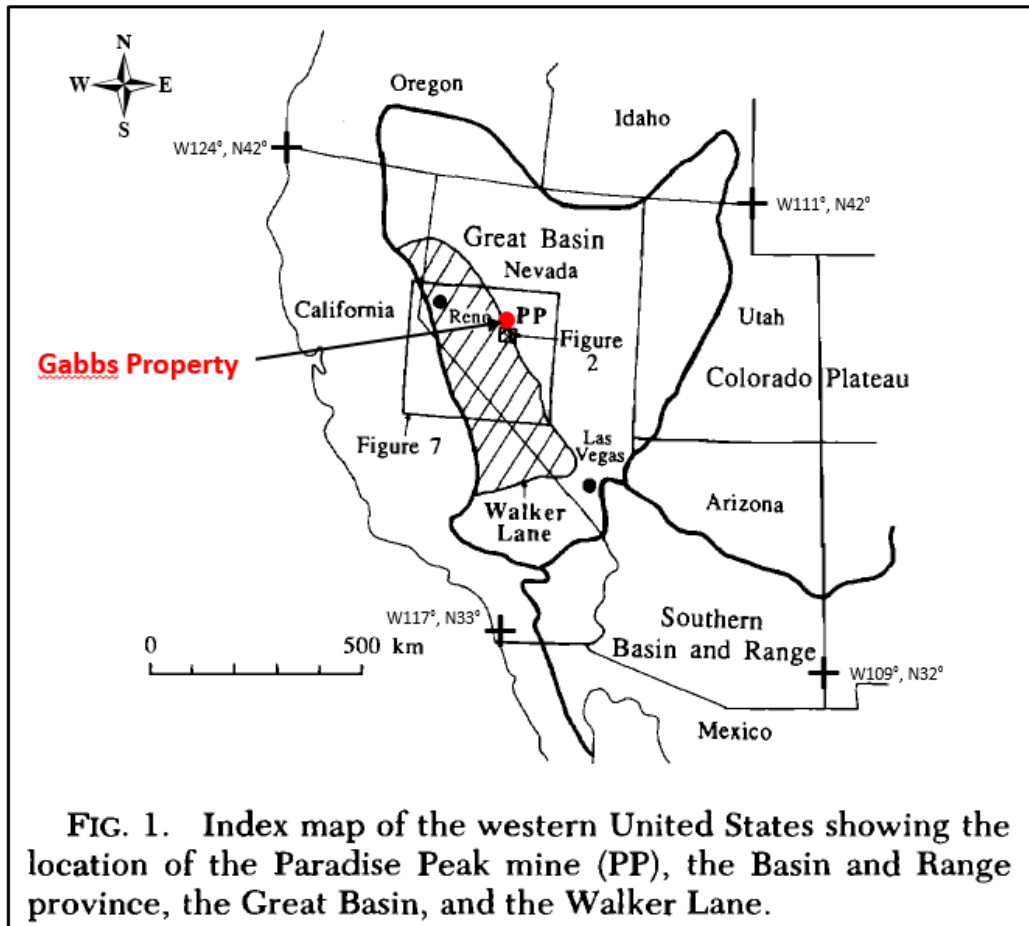 N
W E
S
Oregon
Idaho
W124°, N42°
W111°, N42°
Great Basin
Nevada
California
Reno
PP
Utah
Figure
2
Gabbs Property
Colorado Plateau
Figure 7
Las
Vegas
Walker
Lane
Arizona
W117°, N33°
Southern
Basin and Range
0 500 km
W109°, N32°
Mexico
FIG. 1. Index map of the western United States showing the
location of the Paradise Peak mine (PP), the Basin and Range
province, the Great Basin, and the Walker Lane.